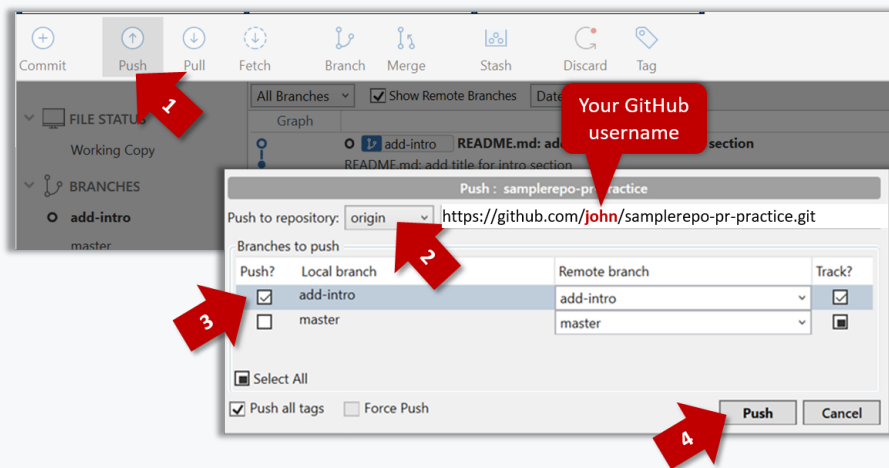 Commit Push Pull Fetch Branch Merge Stash Discard Tag
1
All Branches Show Remote Branches Date
Your GitHub
username
FILE STATUS
Graph
Working Copy
add-intro README.md: ad section
README.md: add title for intro section
BRANCHES
add-intro
master
Push : samplerepo-pr-practice
Push to repository: origin https://github.com/john/samplerepo-pr-practice.git
2
Branches to push
Push? Local branch Remote branch Track?
add-intro add-intro
3
master master
Select All
Push all tags Force Push Push Cancel
4